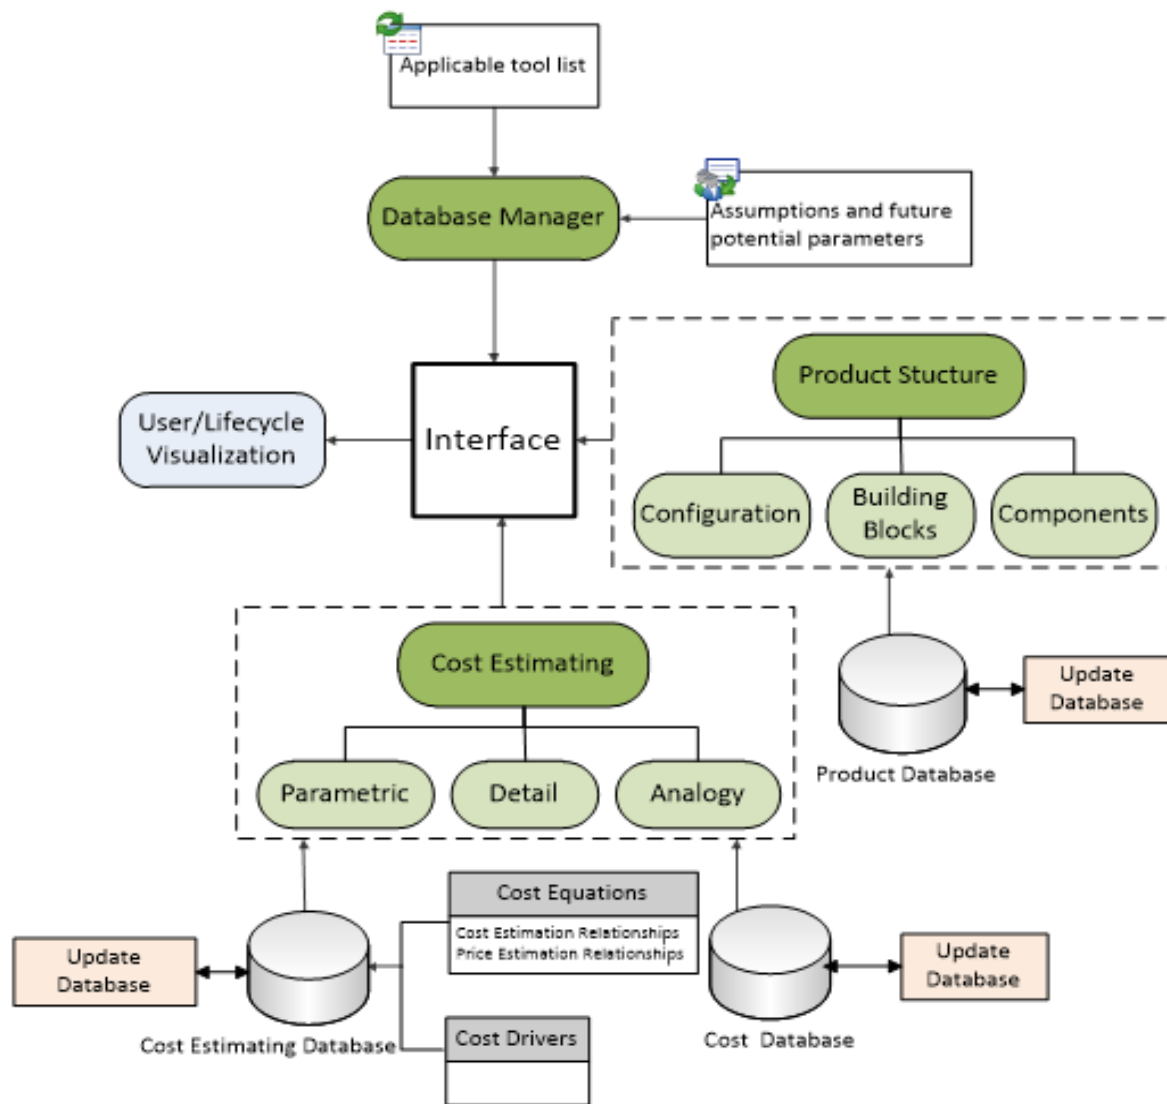 Applicable tool list
Database Manager
Assumptions and future
potential parameters
Product Stucture
User/Lifecycle
Visualization
Interface
Configuration
Building
Blocks
Components
Cost Estimating
Update
Database
Product Database
Parametric
Detail
Analogy
Cost Equations
Cost Estimation Relationships
Price Estimation Relationships
Update
Database
Update
Database
Cost Estimating Database
Cost Drivers
Cost Database